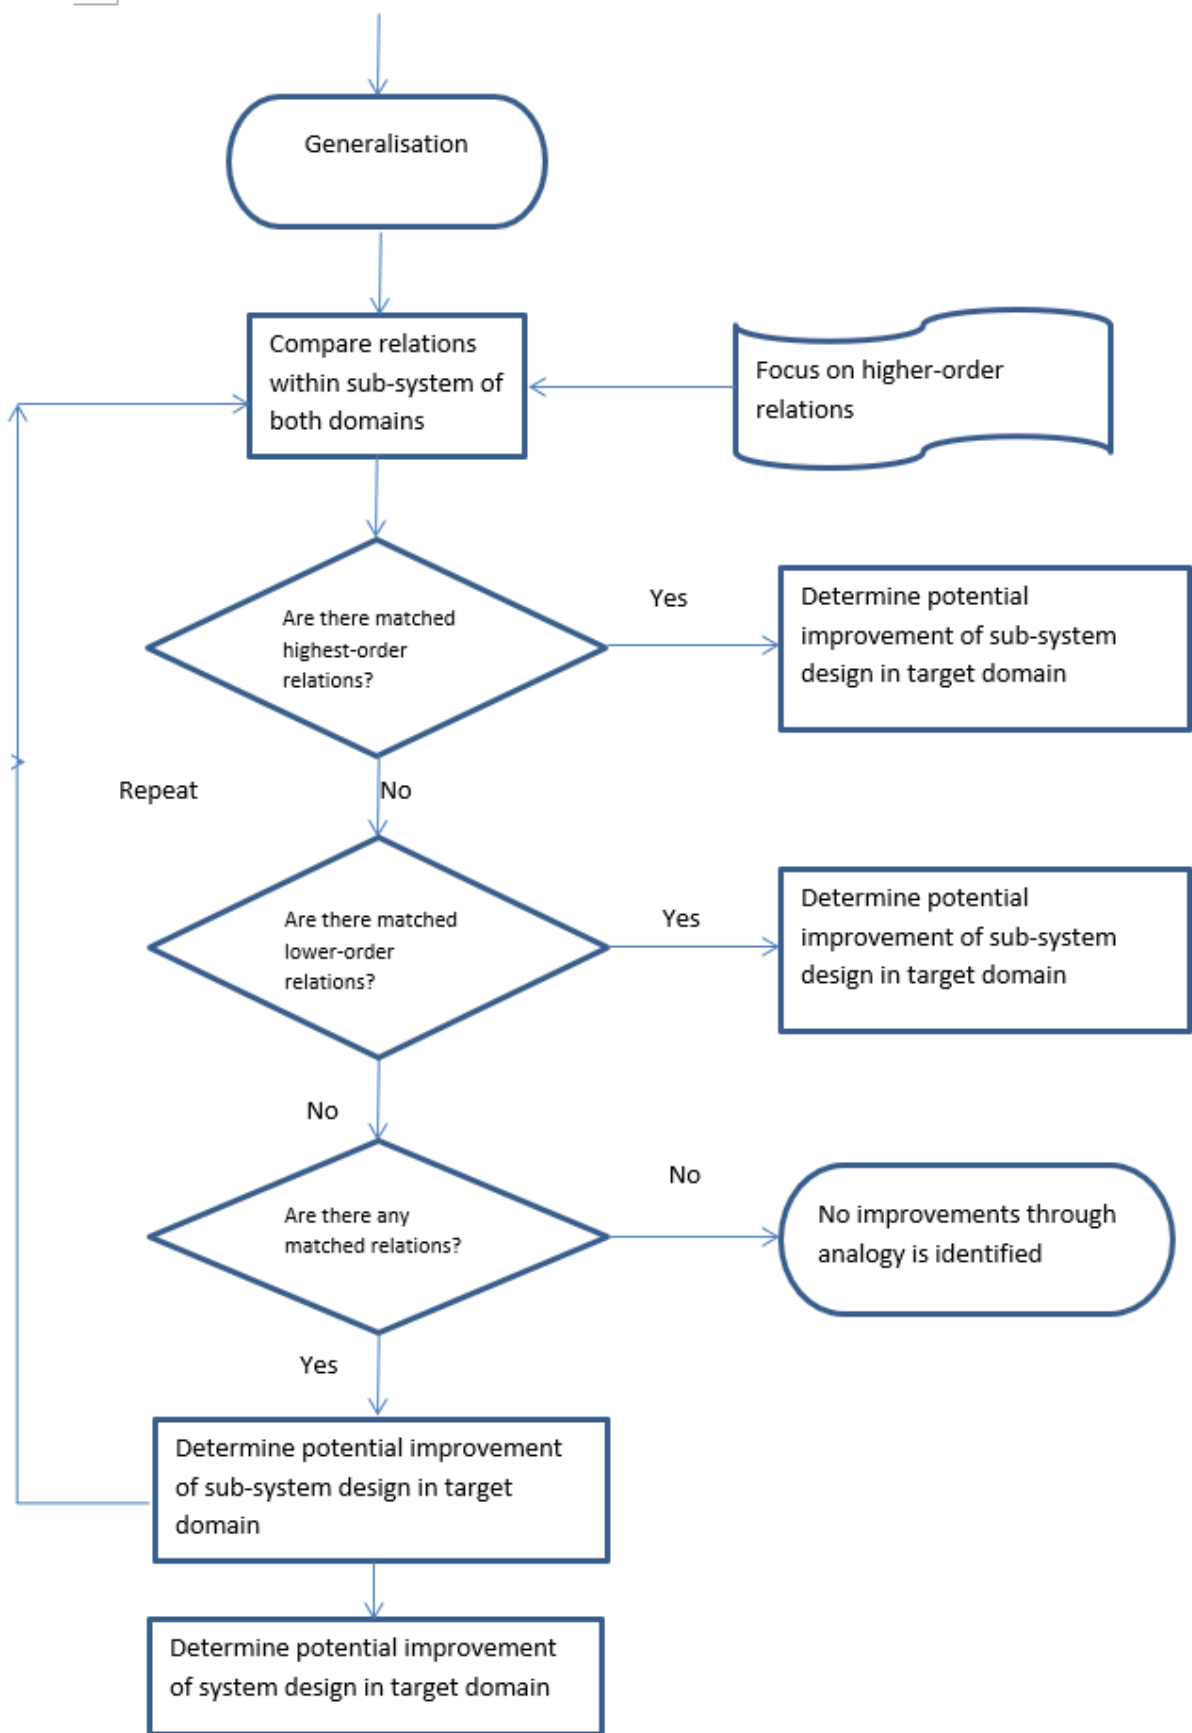 Generalisation
Compare relations
within sub-system of
both domains
Focus on higher-order
relations
Are there matched
highest-order
relations?
Yes
Determine potential
improvement of sub-system
design in target domain
Repeat
No
Are there matched
lower-order
relations?
Yes
Determine potential
improvement of sub-system
design in target domain
No
Are there any
matched relations?
No
No improvements through
analogy is identified
Yes
Determine potential improvement
of sub-system design in target
domain
Determine potential improvement
of system design in target domain